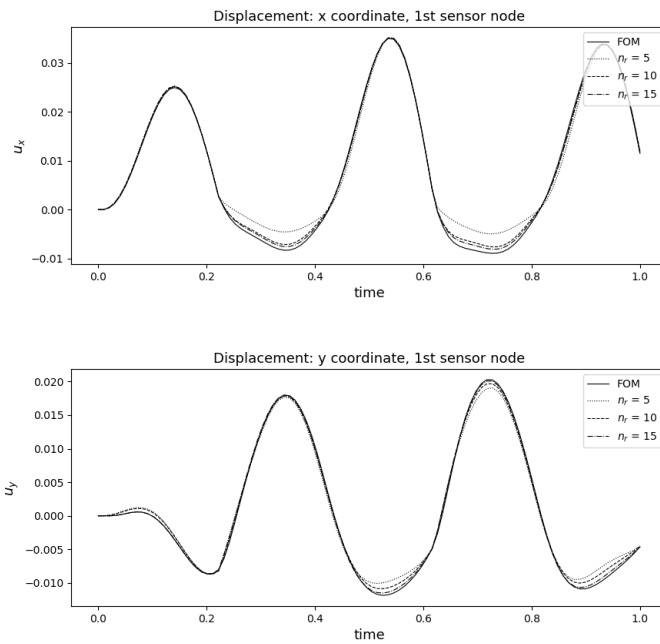 Displacement: x coordinate, 1st sensor node
FOM
n_r = 5
n_r = 10
n_r = 15
0.03
0.02
0.01
0.00
−0.01
u_x
0.0 0.2 0.4 0.6 0.8 1.0
time
Displacement: y coordinate, 1st sensor node
FOM
n_r = 5
n_r = 10
n_r = 15
0.020
0.015
0.010
0.005
0.000
−0.005
−0.010
u_y
0.0 0.2 0.4 0.6 0.8 1.0
time